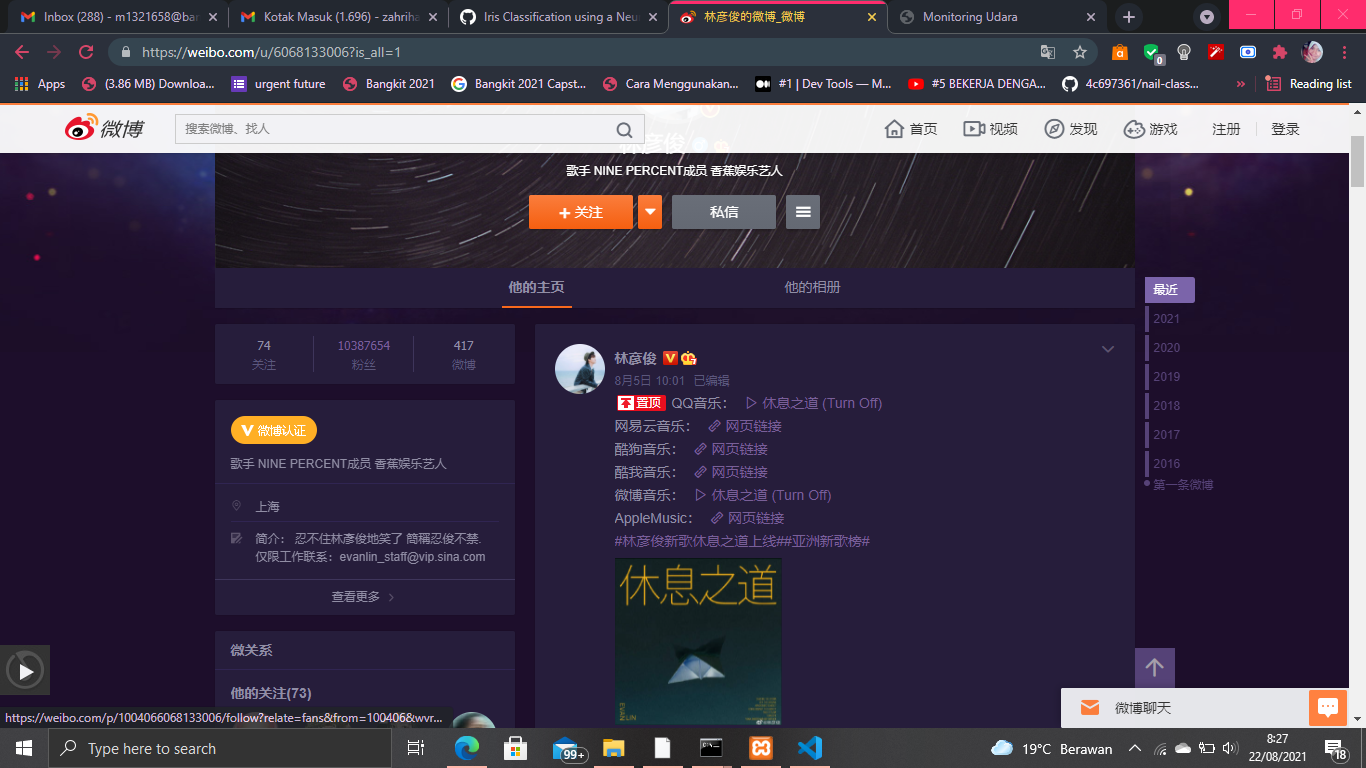 Inbox (288) - m1321658@ban
Kotak Masuk (1.696) - zahriha
Iris Classification using a Neu
林彦俊的微博_微博
Monitoring Udara
https://weibo.com/u/6068133006?is_all=1
Apps
(3.86 MB) Downloa...
urgent future
Bangkit 2021
Bangkit 2021 Capst...
Cara Menggunakan...
#1 | Dev Tools — M...
#5 BEKERJA DENGA...
4c697361/nail-class...
»
Reading list
微博
搜索微博、找人
首页
视频
发现
游戏
注册
登录
林彦俊
歌手 NINE PERCENT成员 香蕉娱乐艺人
+ 关注
私信
他的主页
他的相册
74
关注
10387654
粉丝
417
微博
微博认证
歌手 NINE PERCENT成员 香蕉娱乐艺人
上海
简介: 忍不住林彥俊地笑了 簡稱忍俊不禁.
仅限工作联系:evanlin_staff@vip.sina.com
查看更多
微关系
他的关注(73)
林彦俊
8月5日 10:01 已编辑
置顶 QQ音乐: 休息之道 (Turn Off)
网易云音乐: 网页链接
酷狗音乐: 网页链接
酷我音乐: 网页链接
微博音乐: 休息之道 (Turn Off)
AppleMusic: 网页链接
#林彦俊新歌休息之道上线##亚洲新歌榜#
休息之道
EVAN LIN
最近
2021
2020
2019
2018
2017
2016
第一条微博
微博聊天
https://weibo.com/p/1004066068133006/follow?relate=fans&from=100406&wvr...
Type here to search
99+
19°C Berawan
8:27
22/08/2021
18